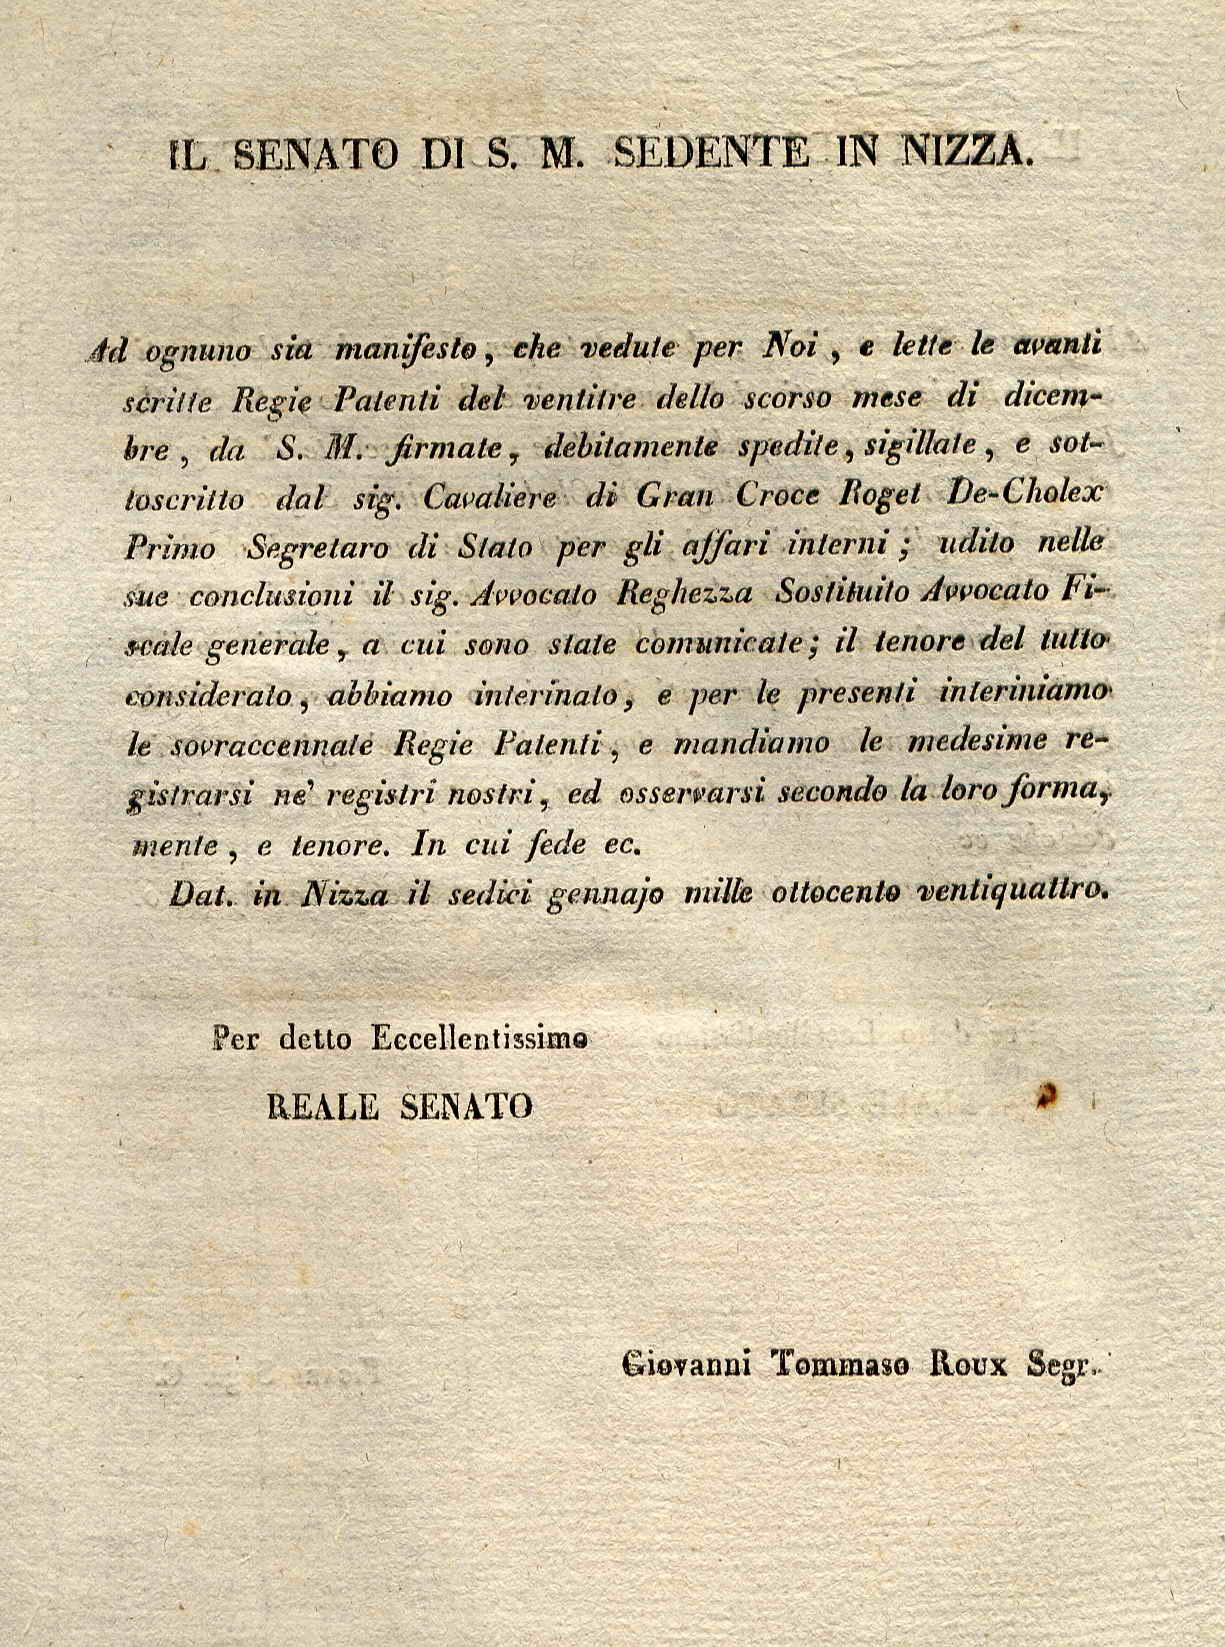 IL SENATO DI S. M. SEDENTE IN NIZZA.
Ad ognuno sia manifesto, che vedute per Noi, e lette le avanti
scritte Regie Patenti del ventitre dello scorso mese di dicem-
bre, da S. M. firmate, debitamente spedite, sigillate, e sot-
toscritto dal sig. Cavaliere di Gran Croce Roget De-Cholex
Primo Segretaro di Stato per gli affari interni; udito nelle
sue conclusioni il sig. Avvocato Reghezza Sostituito Avvocato Fi-
scale generale, a cui sono state comunicate; il tenore del tutto
considerato, abbiamo interinato, e per le presenti interiniamo
le sovraccennate Regie Patenti, e mandiamo le medesime re-
gistrarsi ne' registri nostri, ed osservarsi secondo la loro forma,
mente, e tenore. In cui fede ec.
Dat. in Nizza il sedici gennajo mille ottocento ventiquattro.
Per detto Eccellentissimo
REALE SENATO
Giovanni Tommaso Roux Segr.